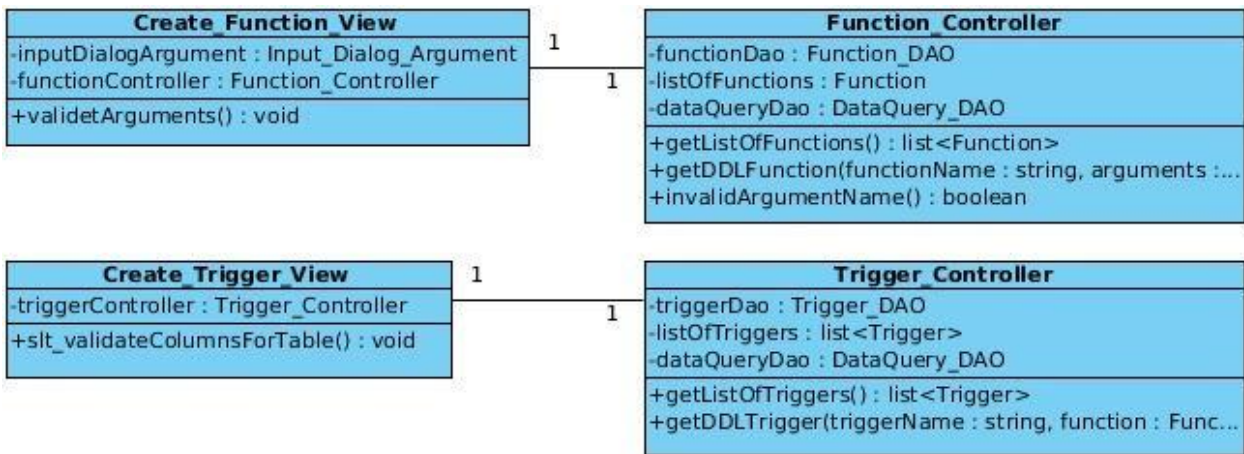 Create_Function_View
-inputDialogArgument : Input_Dialog_Argument
-functionController : Function_Controller
+validetArguments() : void
1
1
Function_Controller
-functionDao : Function_DAO
-listOfFunctions : Function
-dataQueryDao : DataQuery_DAO
+getListOfFunctions() : list<Function>
+getDDLFunction(functionName : string, arguments :...
+invalidArgumentName() : boolean
Create_Trigger_View
-triggerController : Trigger_Controller
+slt_validateColumnsForTable() : void
1
1
Trigger_Controller
-triggerDao : Trigger_DAO
-listOfTriggers : list<Trigger>
-dataQueryDao : DataQuery_DAO
+getListOfTriggers() : list<Trigger>
+getDDLTrigger(triggerName : string, function : Func...